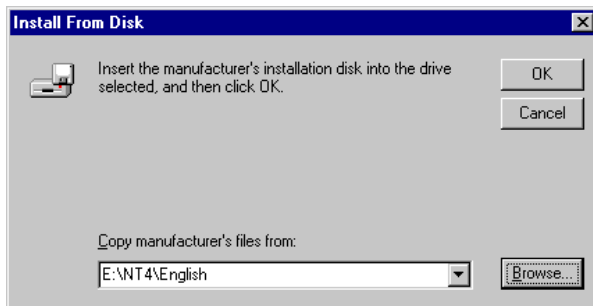 Install From Disk
Insert the manufacturer's installation disk into the drive
selected, and then click OK.
OK
Cancel
Copy manufacturer's files from:
E:\NT4\English
Browse...